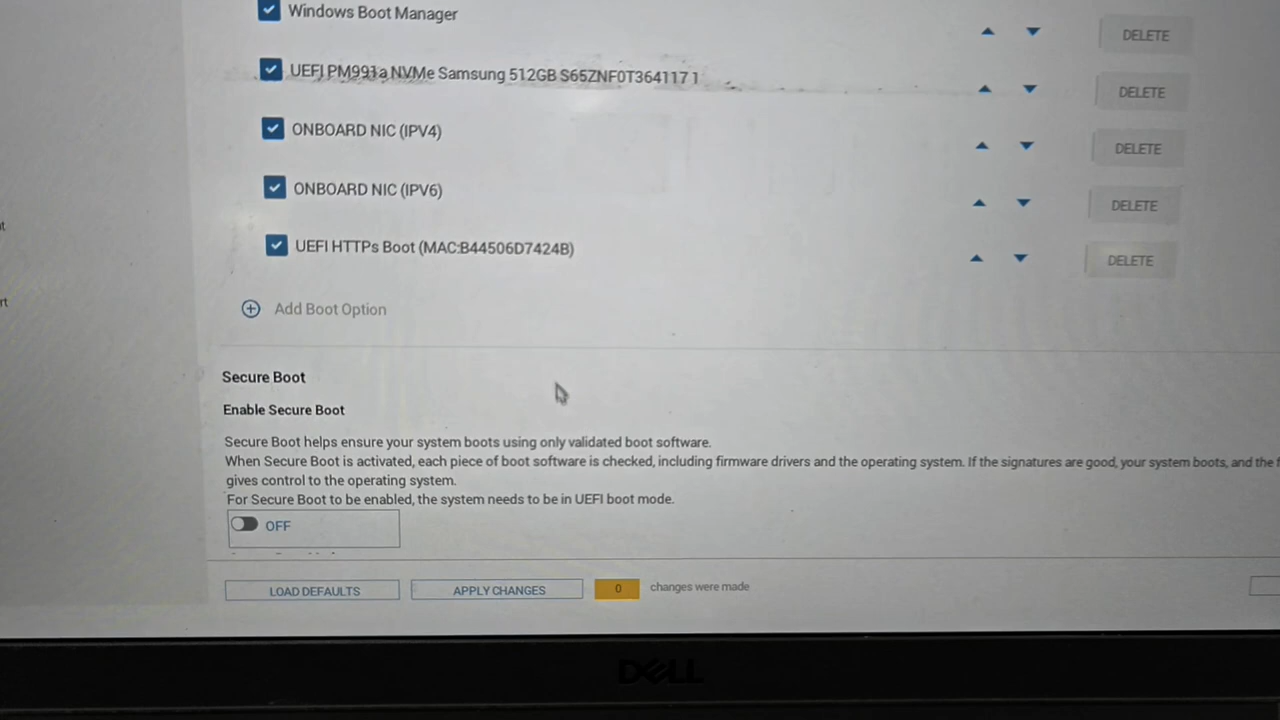 Windows Boot Manager
DELETE
UEFI PM991a NVMe Samsung 512GB S65ZNF0T364117 1
DELETE
ONBOARD NIC (IPV4)
DELETE
ONBOARD NIC (IPV6)
DELETE
UEFI HTTPs Boot (MAC:B44506D7424B)
DELETE
Add Boot Option
Secure Boot
Enable Secure Boot
Secure Boot helps ensure your system boots using only validated boot software.
When Secure Boot is activated, each piece of boot software is checked, including firmware drivers and the operating system. If the signatures are good, your system boots, and the
gives control to the operating system.
For Secure Boot to be enabled, the system needs to be in UEFI boot mode.
OFF
LOAD DEFAULTS
APPLY CHANGES
0
changes were made
DELL